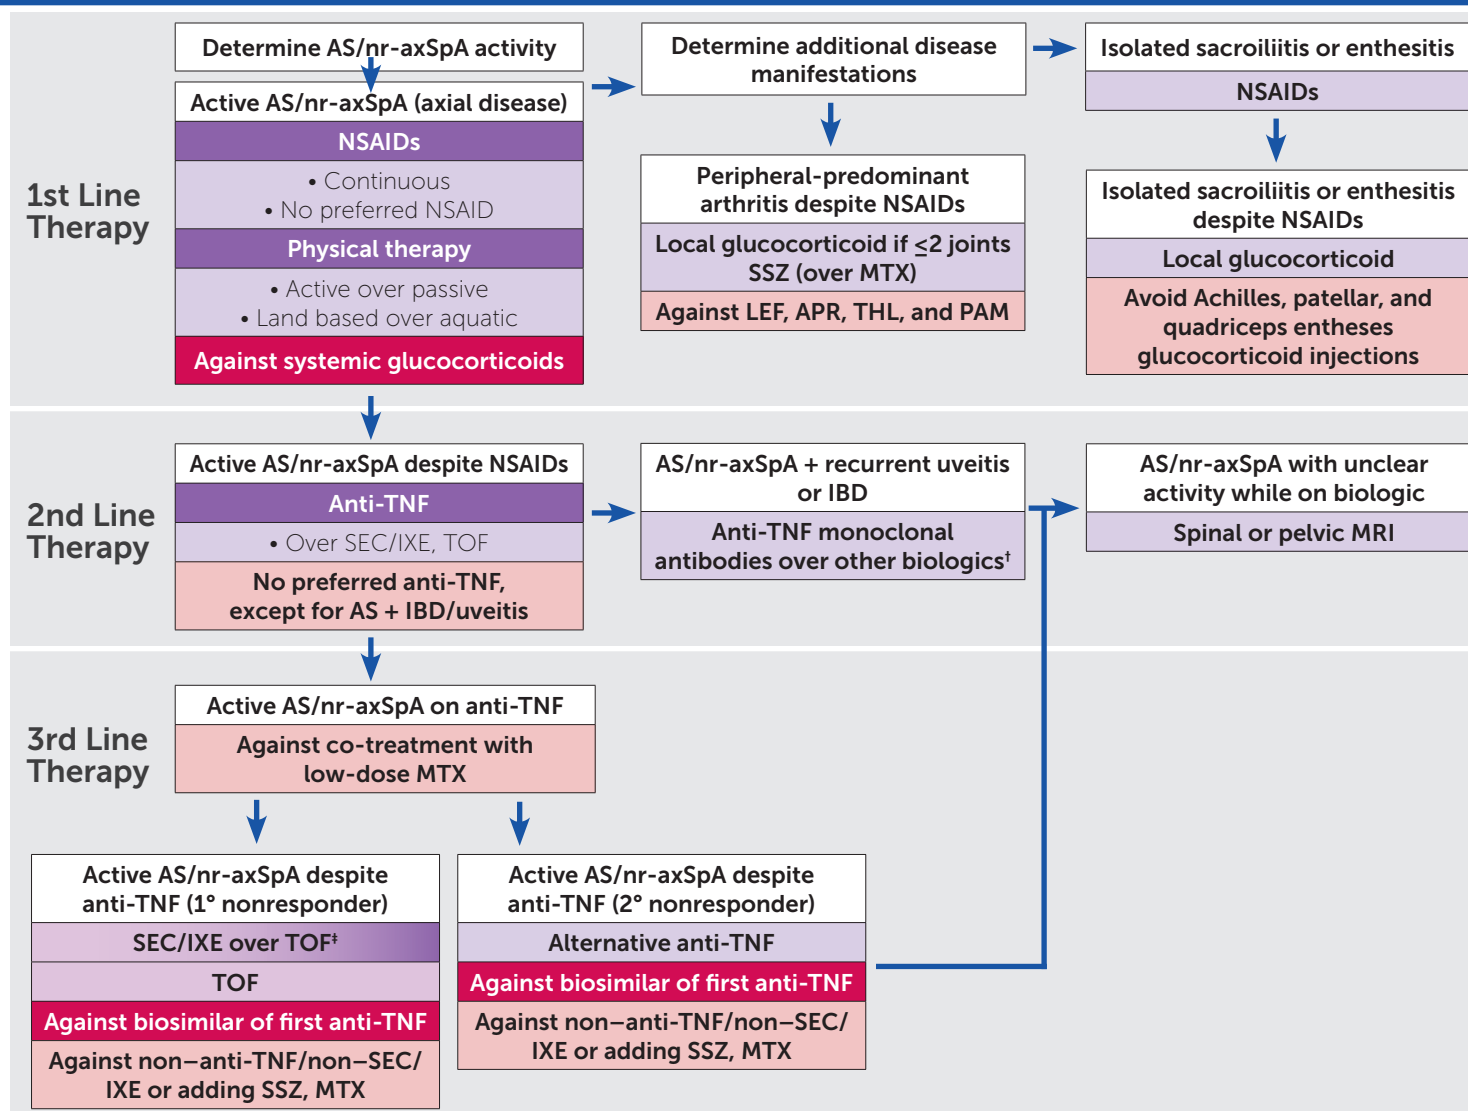 Determine AS/nr-axSpA activity
Determine additional disease
manifestations
Isolated sacroiliitis or enthesitis
NSAIDs
1st Line
Therapy
Active AS/nr-axSpA (axial disease)
NSAIDs
• Continuous
• No preferred NSAID
Physical therapy
• Active over passive
• Land based over aquatic
Against systemic glucocorticoids
Peripheral-predominant
arthritis despite NSAIDs
Local glucocorticoid if ≤2 joints
SSZ (over MTX)
Against LEF, APR, THL, and PAM
Isolated sacroiliitis or enthesitis
despite NSAIDs
Local glucocorticoid
Avoid Achilles, patellar, and
quadriceps entheses
glucocorticoid injections
2nd Line
Therapy
Active AS/nr-axSpA despite NSAIDs
Anti-TNF
• Over SEC/IXE, TOF
No preferred anti-TNF,
except for AS + IBD/uveitis
AS/nr-axSpA + recurrent uveitis
or IBD
Anti-TNF monoclonal
antibodies over other biologics†
AS/nr-axSpA with unclear
activity while on biologic
Spinal or pelvic MRI
3rd Line
Therapy
Active AS/nr-axSpA on anti-TNF
Against co-treatment with
low-dose MTX
Active AS/nr-axSpA despite
anti-TNF (1° nonresponder)
SEC/IXE over TOF‡
TOF
Against biosimilar of first anti-TNF
Against non–anti-TNF/non–SEC/
IXE or adding SSZ, MTX
Active AS/nr-axSpA despite
anti-TNF (2° nonresponder)
Alternative anti-TNF
Against biosimilar of first anti-TNF
Against non–anti-TNF/non–SEC/
IXE or adding SSZ, MTX